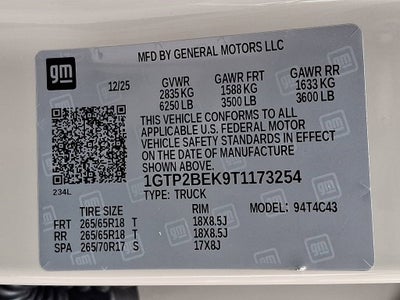 gm
MFD BY GENERAL MOTORS LLC
12/25 GVWR GAWR FRT GAWR RR
2835 KG 1588 KG 1633 KG
6250 LB 3500 LB 3600 LB
THIS VEHICLE CONFORMS TO ALL
APPLICABLE U.S. FEDERAL MOTOR
VEHICLE SAFETY STANDARDS IN EFFECT
ON THE DATE OF MANUFACTURE
SHOWN ABOVE.
234L
1GTP2BEK9T1173254
TYPE: TRUCK
TIRE SIZE RIM MODEL: 94T4C43
FRT 265/65R18 T 18X8.5J
RR 265/65R18 T 18X8.5J
SPA 265/70R17 S 17X8J